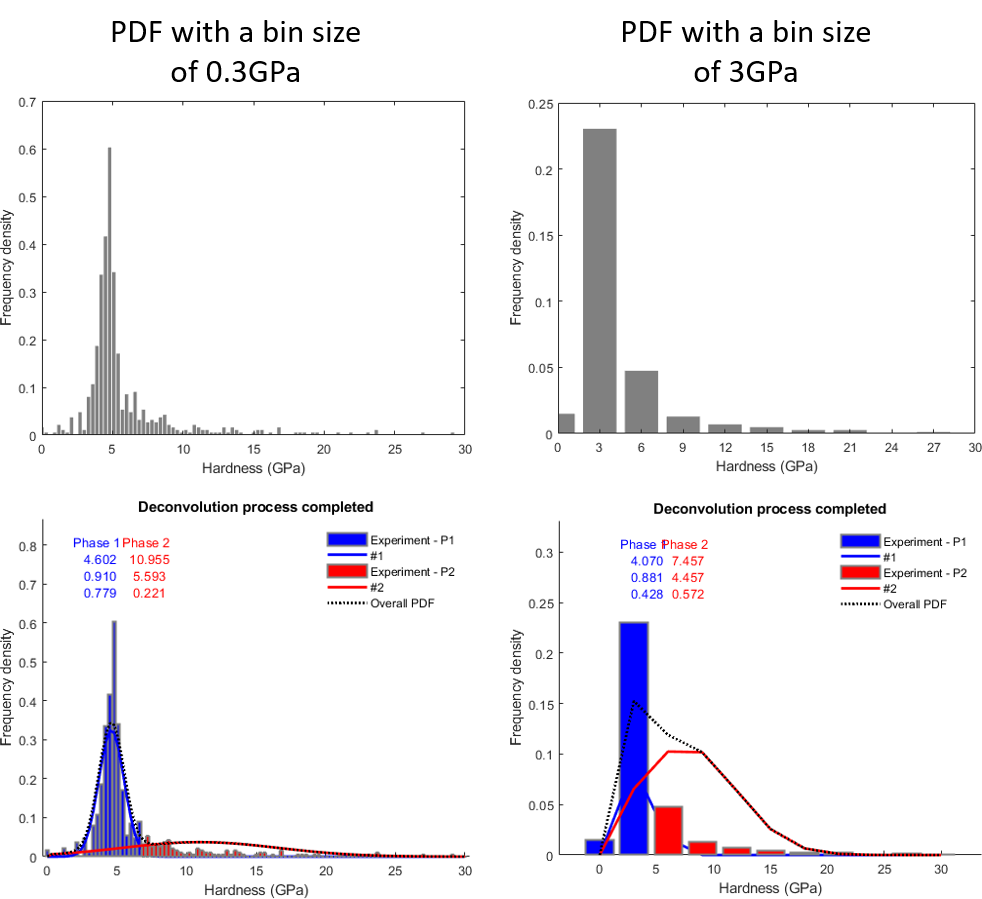 PDF with a bin size
of 0.3GPa
PDF with a bin size
of 3GPa
0.7
0.6
0.5
0.4
0.3
0.2
0.1
0
Frequency density
0 5 10 15 20 25 30
Hardness (GPa)
0.25
0.2
0.15
0.1
0.05
0
Frequency density
0 3 6 9 12 15 18 21 24 27 30
Hardness (GPa)
Deconvolution process completed
Phase 1 Phase 2
4.602 10.955
0.910 5.593
0.779 0.221
Experiment - P1
#1
Experiment - P2
#2
Overall PDF
0.8
0.7
0.6
0.5
0.4
0.3
0.2
0.1
0
Frequency density
0 5 10 15 20 25 30
Hardness (GPa)
Deconvolution process completed
Phase 1 Phase 2
4.070 7.457
0.881 4.457
0.428 0.572
Experiment - P1
#1
Experiment - P2
#2
Overall PDF
0.3
0.25
0.2
0.15
0.1
0.05
0
Frequency density
0 5 10 15 20 25 30
Hardness (GPa)